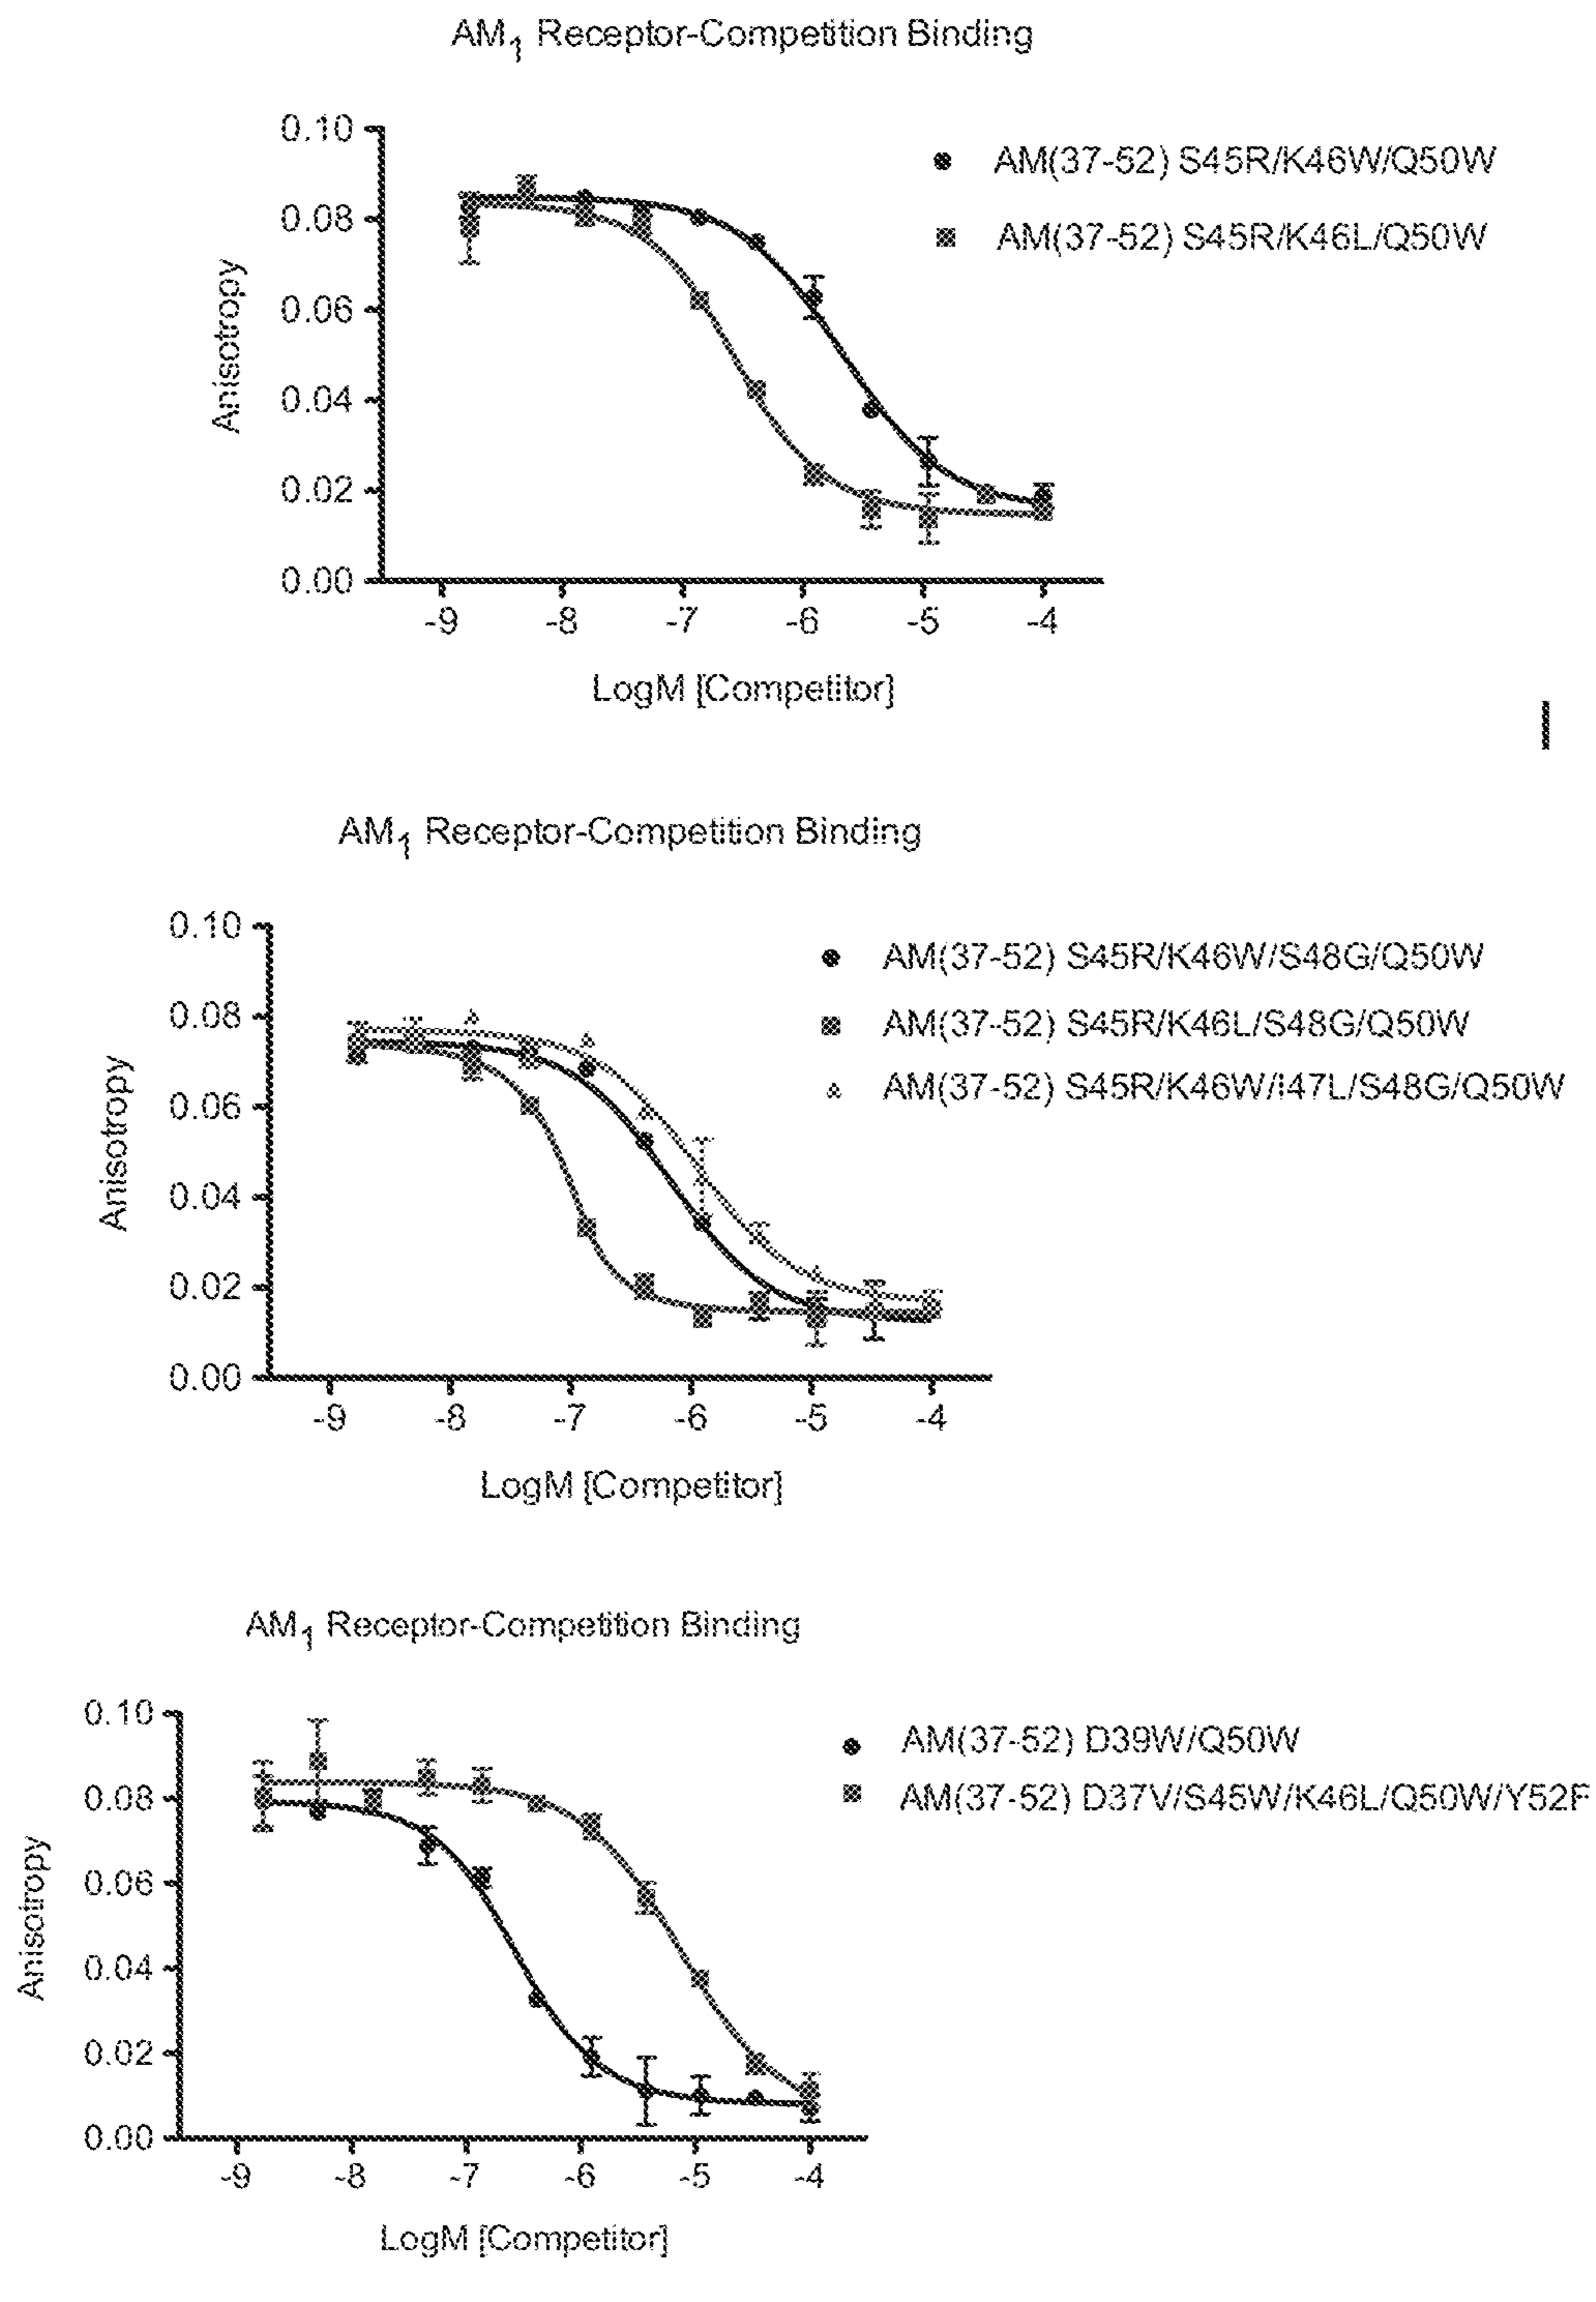 AM1 Receptor-Competition Binding
0.10
0.08
0.06
0.04
0.02
0.00
Anisotropy
-9 -8 -7 -6 -5 -4
LogM [Competitor]
AM(37-52) S45R/K46W/Q50W
AM(37-52) S45R/K46L/Q50W
AM1 Receptor-Competition Binding
0.10
0.08
0.06
0.04
0.02
0.00
Anisotropy
-9 -8 -7 -6 -5 -4
LogM [Competitor]
AM(37-52) S45R/K46W/S48G/Q50W
AM(37-52) S45R/K46L/S48G/Q50W
AM(37-52) S45R/K46W/I47L/S48G/Q50W
AM1 Receptor-Competition Binding
0.10
0.08
0.06
0.04
0.02
0.00
Anisotropy
-9 -8 -7 -6 -5 -4
LogM [Competitor]
AM(37-52) D39W/Q50W
AM(37-52) D37V/S45W/K46L/Q50W/Y52F